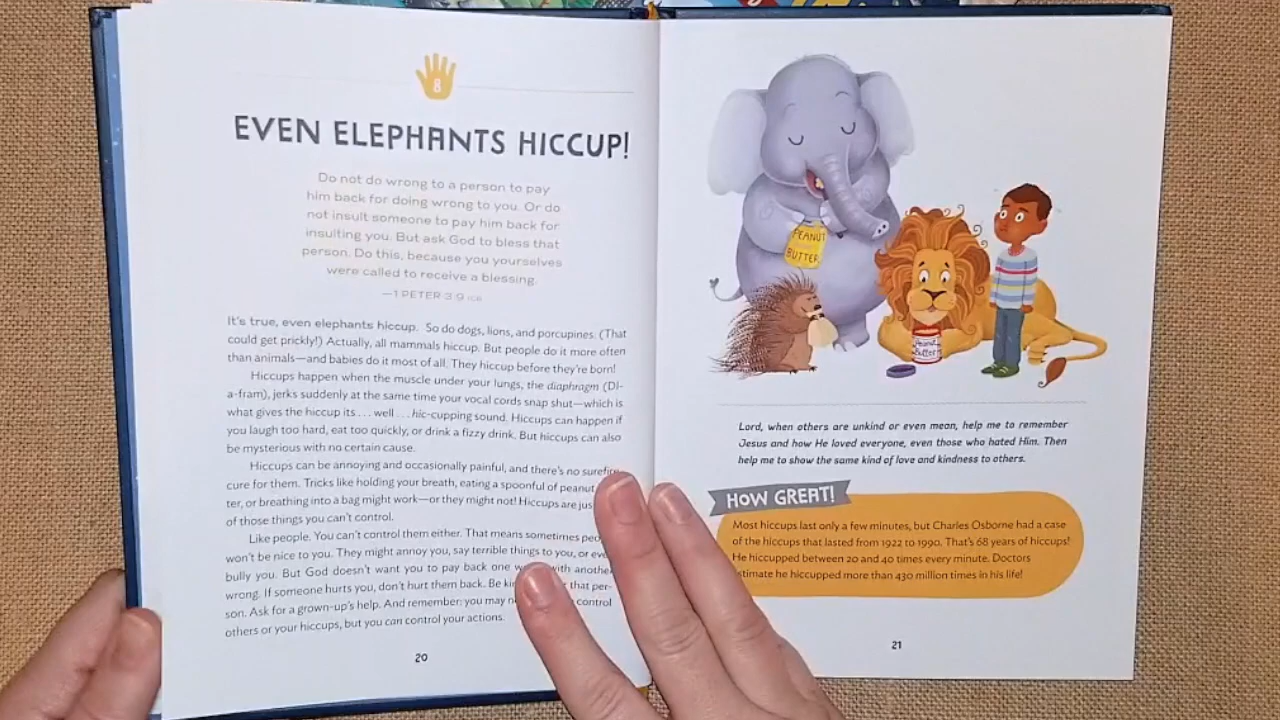 8
EVEN ELEPHANTS HICCUP!
Do not do wrong to a person to pay
him back for doing wrong to you. Or do
not insult someone to pay him back for
insulting you. But ask God to bless that
person. Do this, because you yourselves
were called to receive a blessing.
—1 PETER 3:9 ICB
It's true, even elephants hiccup. So do dogs, lions, and porcupines. (That
could get prickly!) Actually, all mammals hiccup. But people do it more often
than animals—and babies do it most of all. They hiccup before they're born!
Hiccups happen when the muscle under your lungs, the diaphragm (DI-
a-fram), jerks suddenly at the same time your vocal cords snap shut—which is
what gives the hiccup its . . . well . . . hic-cupping sound. Hiccups can happen if
you laugh too hard, eat too quickly, or drink a fizzy drink. But hiccups can also
be mysterious with no certain cause.
Hiccups can be annoying and occasionally painful, and there's no surefire
cure for them. Tricks like holding your breath, eating a spoonful of peanut
ter, or breathing into a bag might work—or they might not! Hiccups are jus
of those things you can't control.
Like people. You can't control them either. That means sometimes peo
won't be nice to you. They might annoy you, say terrible things to you, or eve
bully you. But God doesn't want you to pay back one with another
wrong. If someone hurts you, don't hurt them back. Be kin that per-
son. Ask for a grown-up's help. And remember: you may n control
others or your hiccups, but you can control your actions.
20
PEANUT
BUTTER
Peanut
Butter
Lord, when others are unkind or even mean, help me to remember
Jesus and how He loved everyone, even those who hated Him. Then
help me to show the same kind of love and kindness to others.
HOW GREAT!
Most hiccups last only a few minutes, but Charles Osborne had a case
of the hiccups that lasted from 1922 to 1990. That's 68 years of hiccups!
He hiccupped between 20 and 40 times every minute. Doctors
stimate he hiccupped more than 430 million times in his life!
21